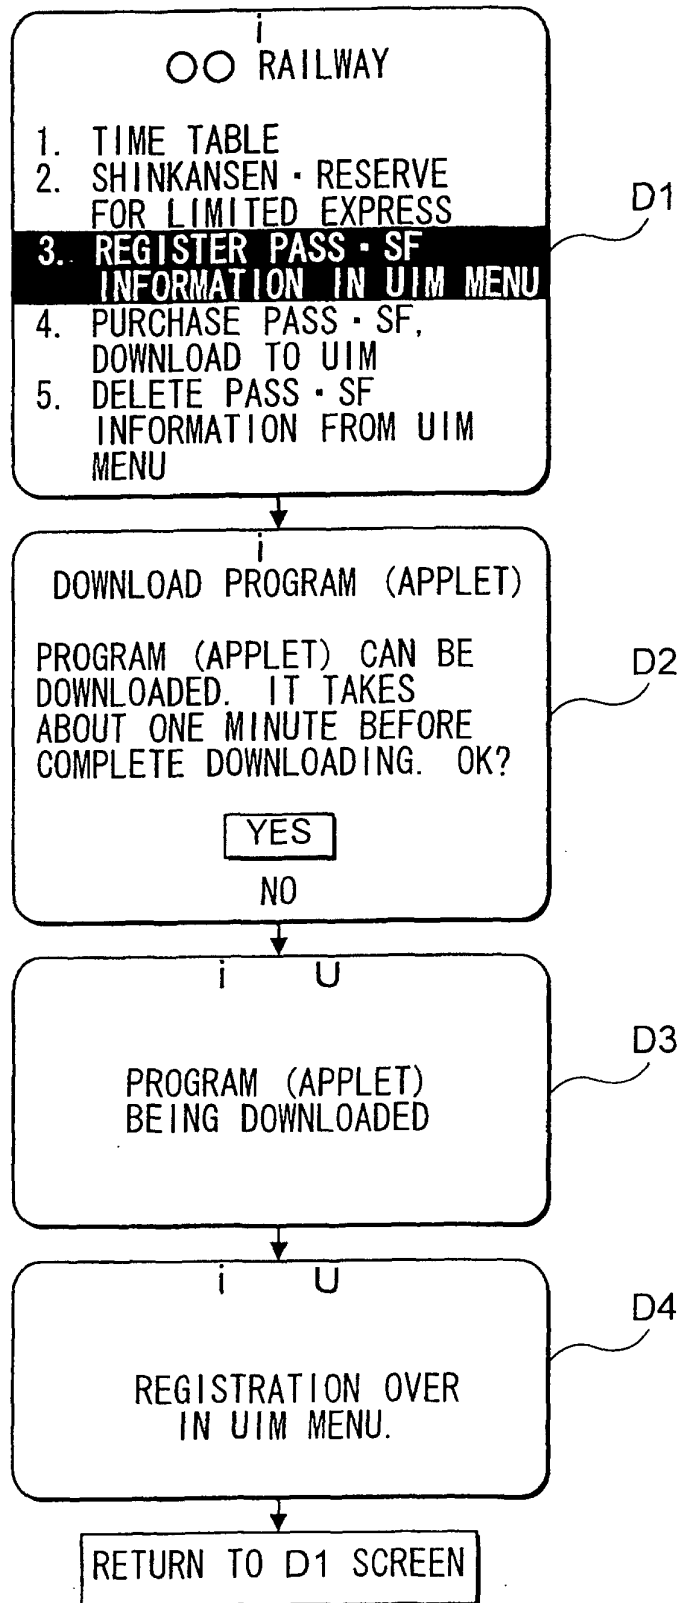 i
○○ RAILWAY
1. TIME TABLE
2. SHINKANSEN・RESERVE
FOR LIMITED EXPRESS
D1
3. REGISTER PASS・SF
INFORMATION IN UIM MENU
4. PURCHASE PASS・SF,
DOWNLOAD TO UIM
5. DELETE PASS・SF
INFORMATION FROM UIM
MENU
i
DOWNLOAD PROGRAM (APPLET)
PROGRAM (APPLET) CAN BE
DOWNLOADED. IT TAKES
ABOUT ONE MINUTE BEFORE
COMPLETE DOWNLOADING. OK?
D2
YES
NO
i U
PROGRAM (APPLET)
BEING DOWNLOADED
D3
i U
REGISTRATION OVER
IN UIM MENU.
D4
RETURN TO D1 SCREEN